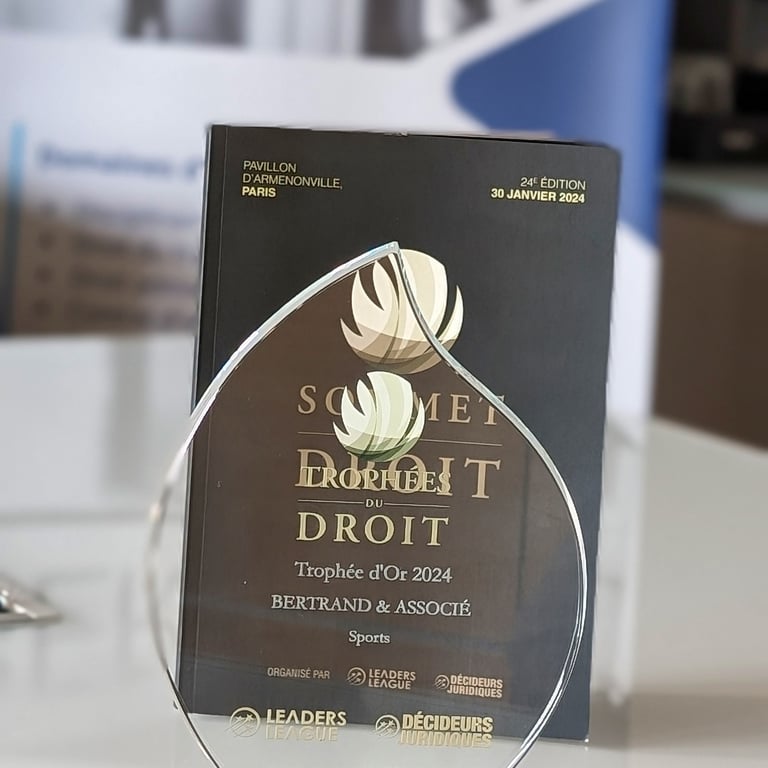 PAVILLON
D'ARMENONVILLE,
PARIS
24E ÉDITION
30 JANVIER 2024
SOMMET
DROIT
TROPHÉES
DU
DROIT
Trophée d'Or 2024
BERTRAND & ASSOCIÉ
Sports
ORGANISÉ PAR
LEADERS
LEAGUE
DÉCIDEURS
JURIDIQUES
LEADERS
LEAGUE
DÉCIDEURS
JURIDIQUES
Domaines